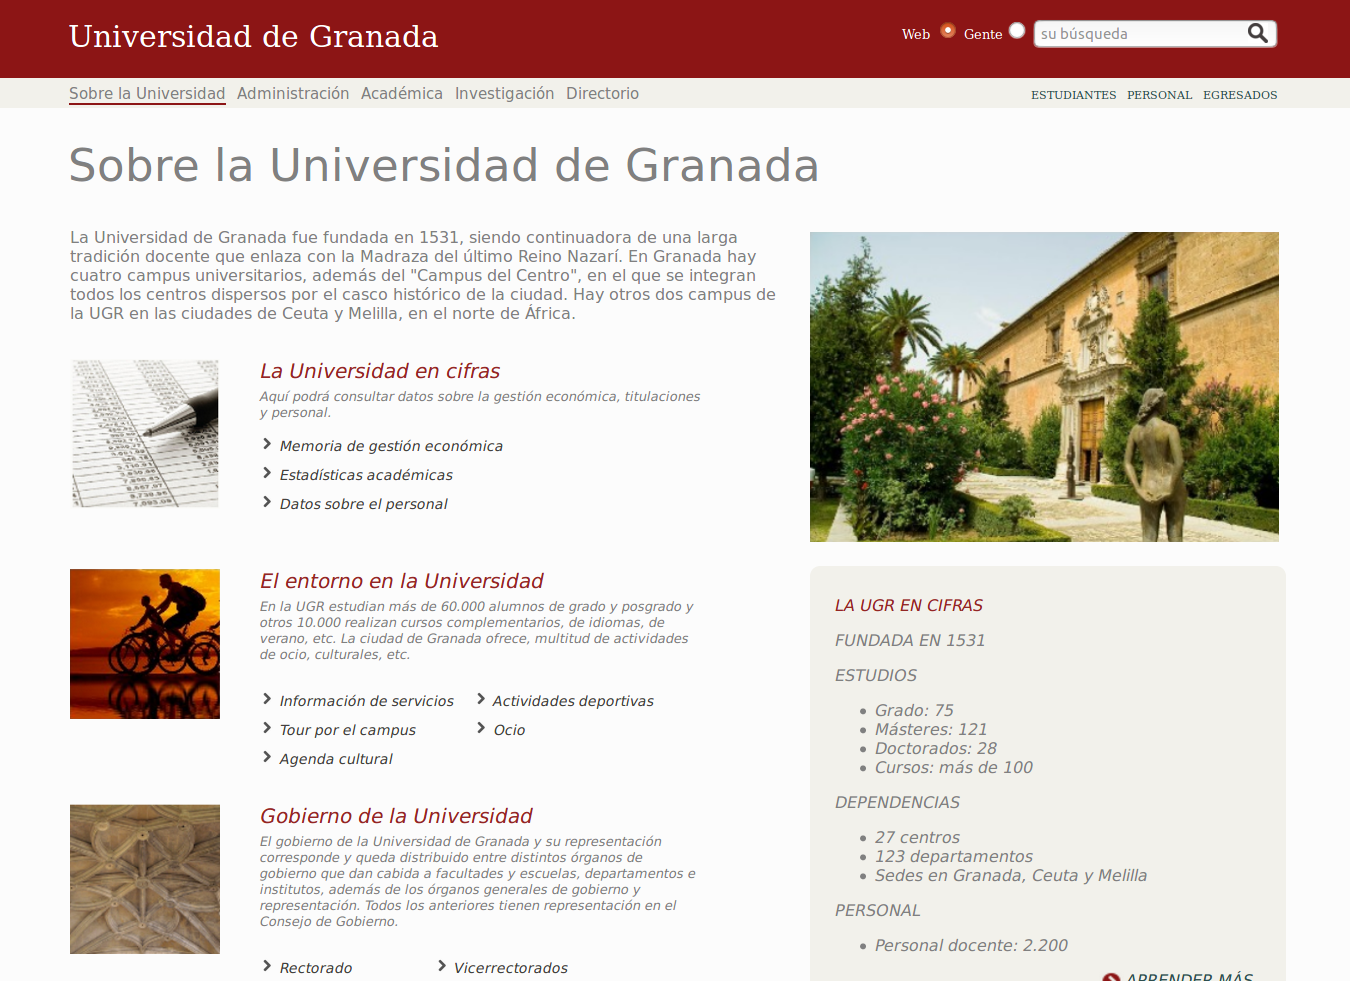 Universidad de Granada
Web Gente su búsqueda
Sobre la Universidad Administración Académica Investigación Directorio
ESTUDIANTES PERSONAL EGRESADOS
Sobre la Universidad de Granada
La Universidad de Granada fue fundada en 1531, siendo continuadora de una larga
tradición docente que enlaza con la Madraza del último Reino Nazarí. En Granada hay
cuatro campus universitarios, además del "Campus del Centro", en el que se integran
todos los centros dispersos por el casco histórico de la ciudad. Hay otros dos campus de
la UGR en las ciudades de Ceuta y Melilla, en el norte de África.
La Universidad en cifras
Aquí podrá consultar datos sobre la gestión económica, titulaciones
y personal.
Memoria de gestión económica
Estadísticas académicas
Datos sobre el personal
El entorno en la Universidad
En la UGR estudian más de 60.000 alumnos de grado y posgrado y
otros 10.000 realizan cursos complementarios, de idiomas, de
verano, etc. La ciudad de Granada ofrece, multitud de actividades
de ocio, culturales, etc.
Información de servicios Actividades deportivas
Tour por el campus Ocio
Agenda cultural
Gobierno de la Universidad
El gobierno de la Universidad de Granada y su representación
corresponde y queda distribuido entre distintos órganos de
gobierno que dan cabida a facultades y escuelas, departamentos e
institutos, además de los órganos generales de gobierno y
representación. Todos los anteriores tienen representación en el
Consejo de Gobierno.
Rectorado Vicerrectorados
LA UGR EN CIFRAS
FUNDADA EN 1531
ESTUDIOS
Grado: 75
Másteres: 121
Doctorados: 28
Cursos: más de 100
DEPENDENCIAS
27 centros
123 departamentos
Sedes en Granada, Ceuta y Melilla
PERSONAL
Personal docente: 2.200
APRENDER MÁS